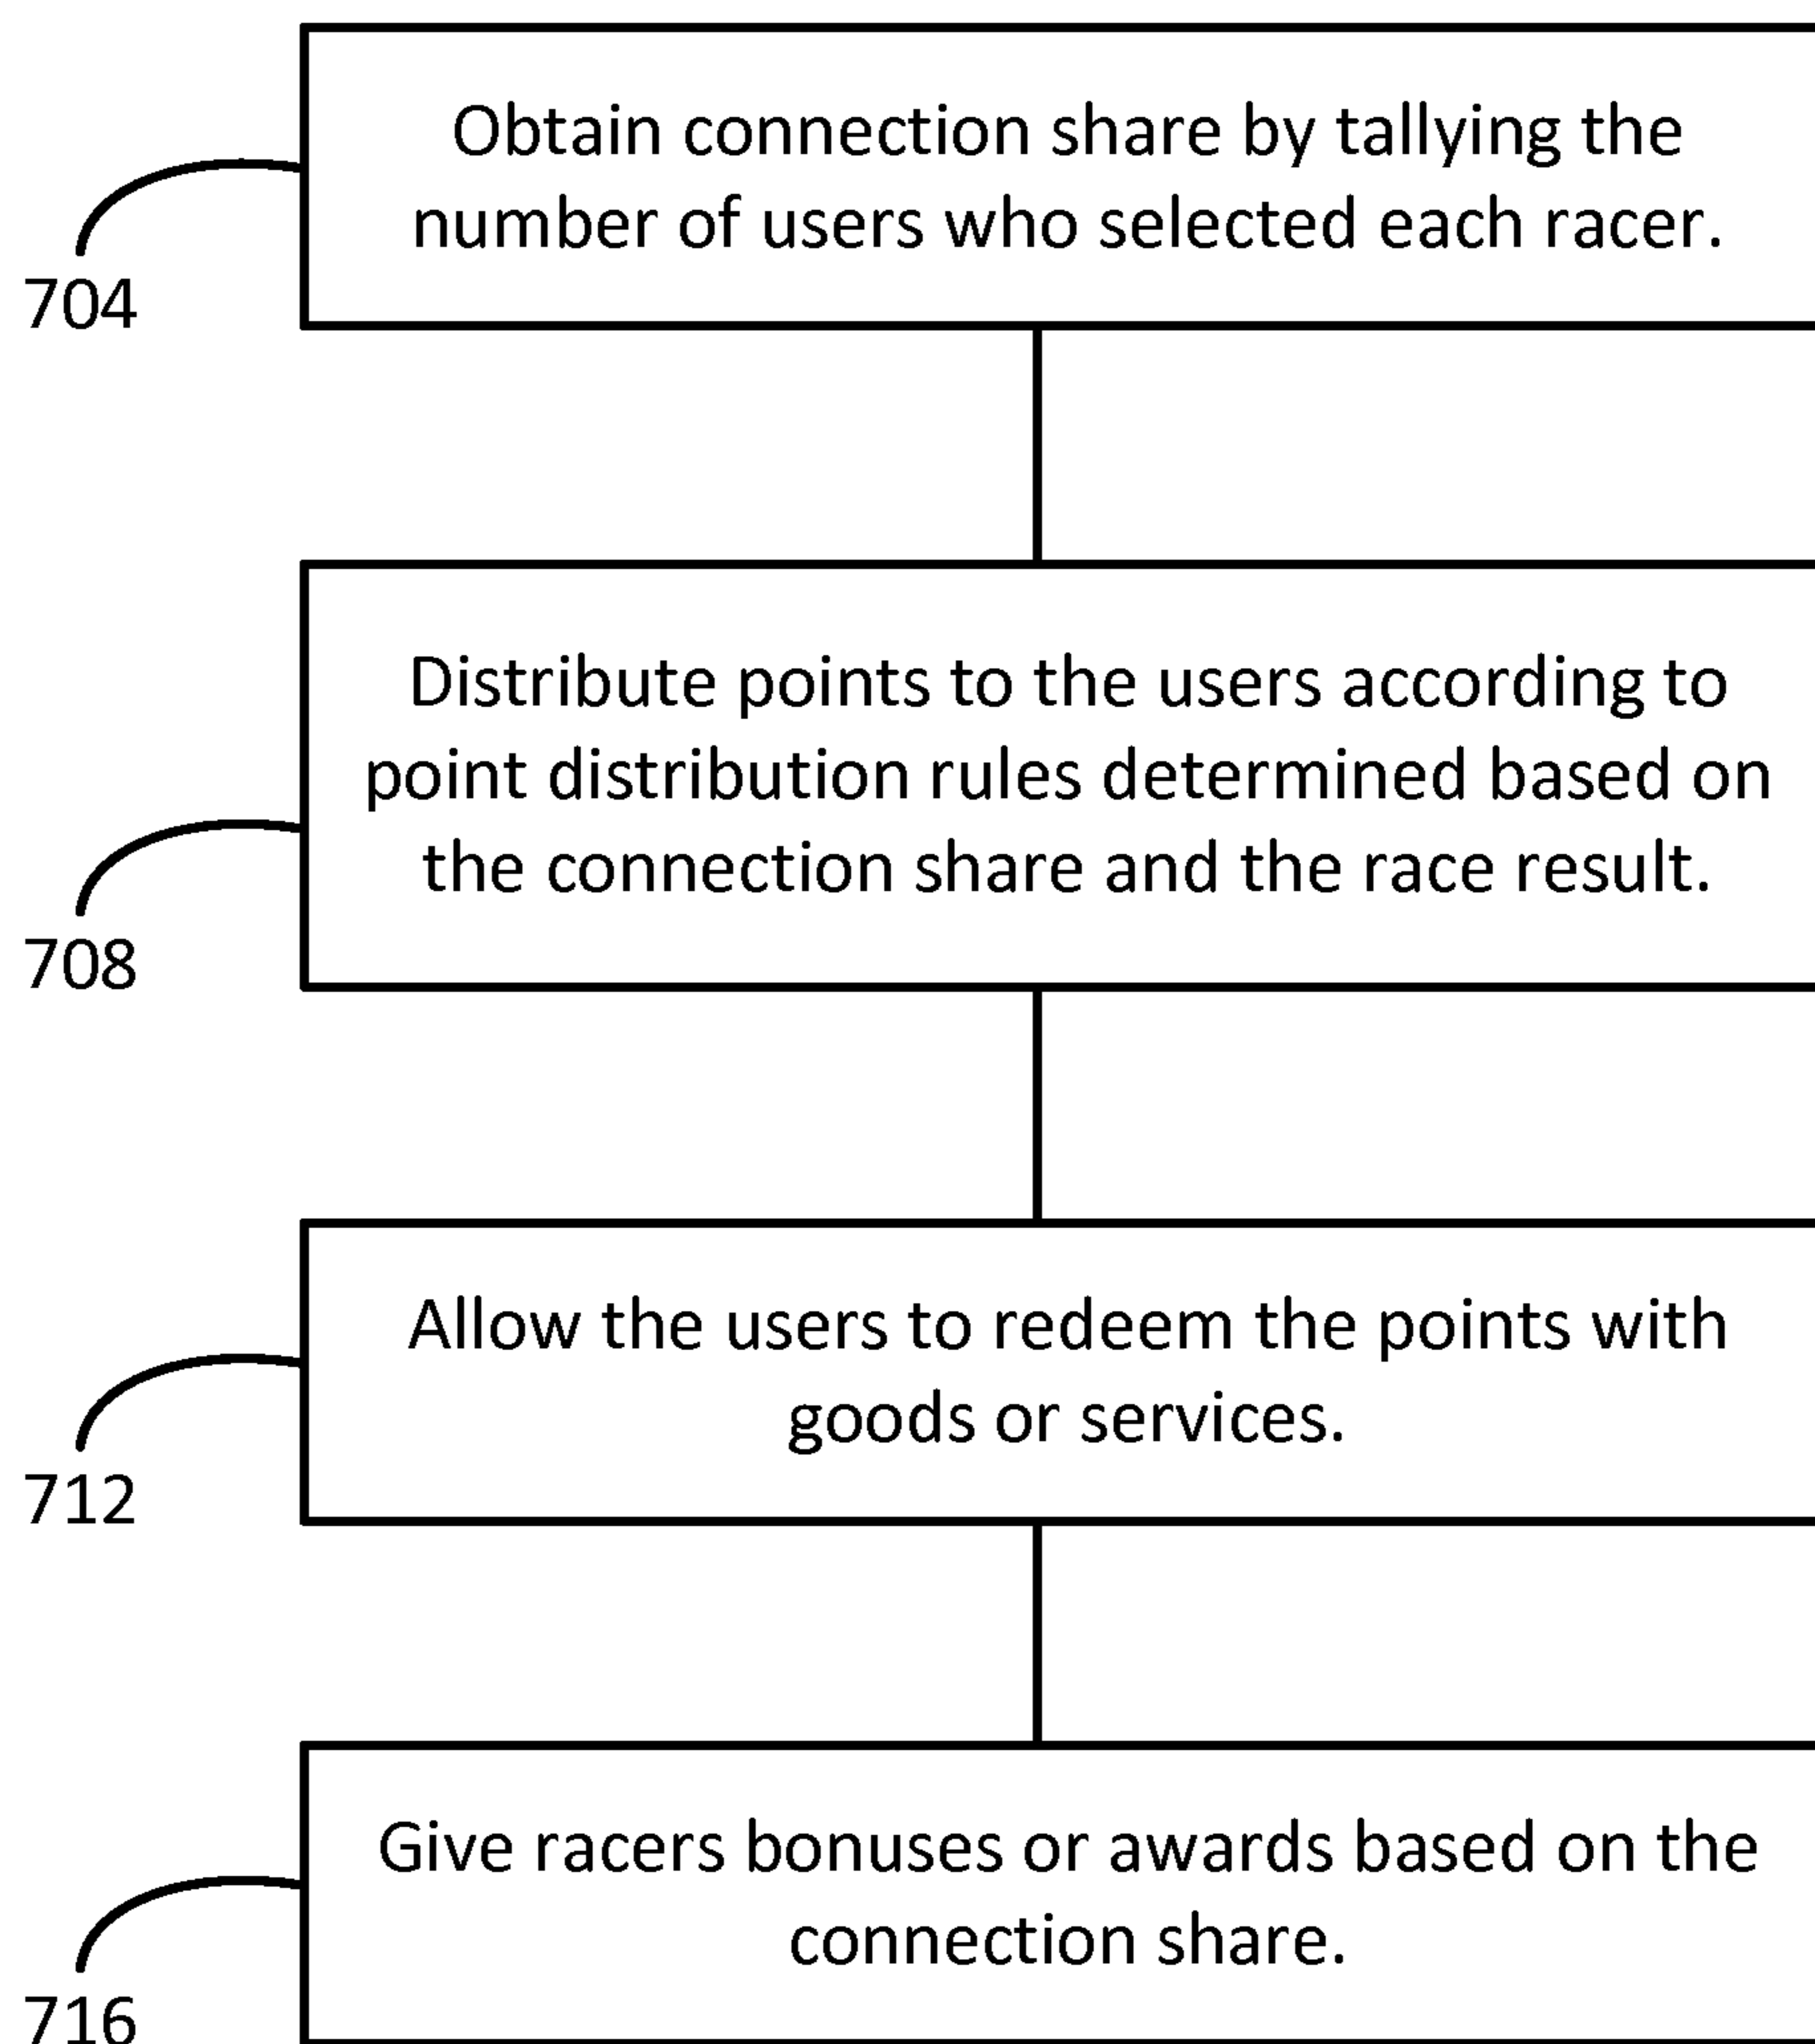 Obtain connection share by tallying the
number of users who selected each racer.
704
Distribute points to the users according to
point distribution rules determined based on
the connection share and the race result.
708
Allow the users to redeem the points with
goods or services.
712
Give racers bonuses or awards based on the
connection share.
716